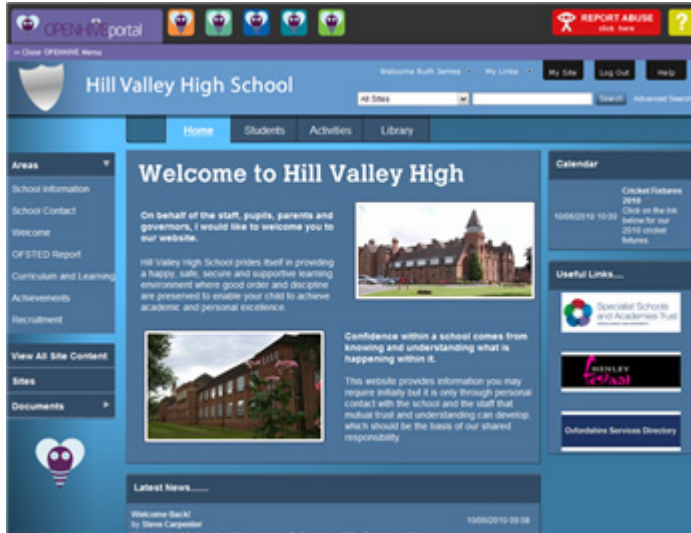 OPENHIVEportal
REPORT ABUSE
click here
?
Close OPENHIVE Menu
Hill Valley High School
Welcome Ruth James
My Links
My Site
Log Out
Help
All Sites
Search
Advanced Search
Home
Students
Activities
Library
Areas
School Information
School Contact
Welcome
OFSTED Report
Curriculum and Learning
Achievements
Recruitment
View All Site Content
Sites
Documents
Welcome to Hill Valley High
On behalf of the staff, pupils, parents and
governors, I would like to welcome you to
our website.
Hill Valley High School prides itself in providing
a happy, safe, secure and supportive learning
environment where good order and discipline
are preserved to enable your child to achieve
academic and personal excellence.
Confidence within a school comes from
knowing and understanding what is
happening within it.
This website provides information you may
require initially but it is only through personal
contact with the school and the staff that
mutual trust and understanding can develop,
which should be the basis of our shared
responsibility.
Latest News.......
Welcome Back!
by Steve Carpenter
10/06/2010 09:08
Calendar
10/06/2010 10:00
Cricket Fixtures
2010
Click on the link
below for our
2010 cricket
fixtures.
Useful Links....
Specialist Schools
and Academies Trust
HENLEY
festival
Oxfordshire Services Directory